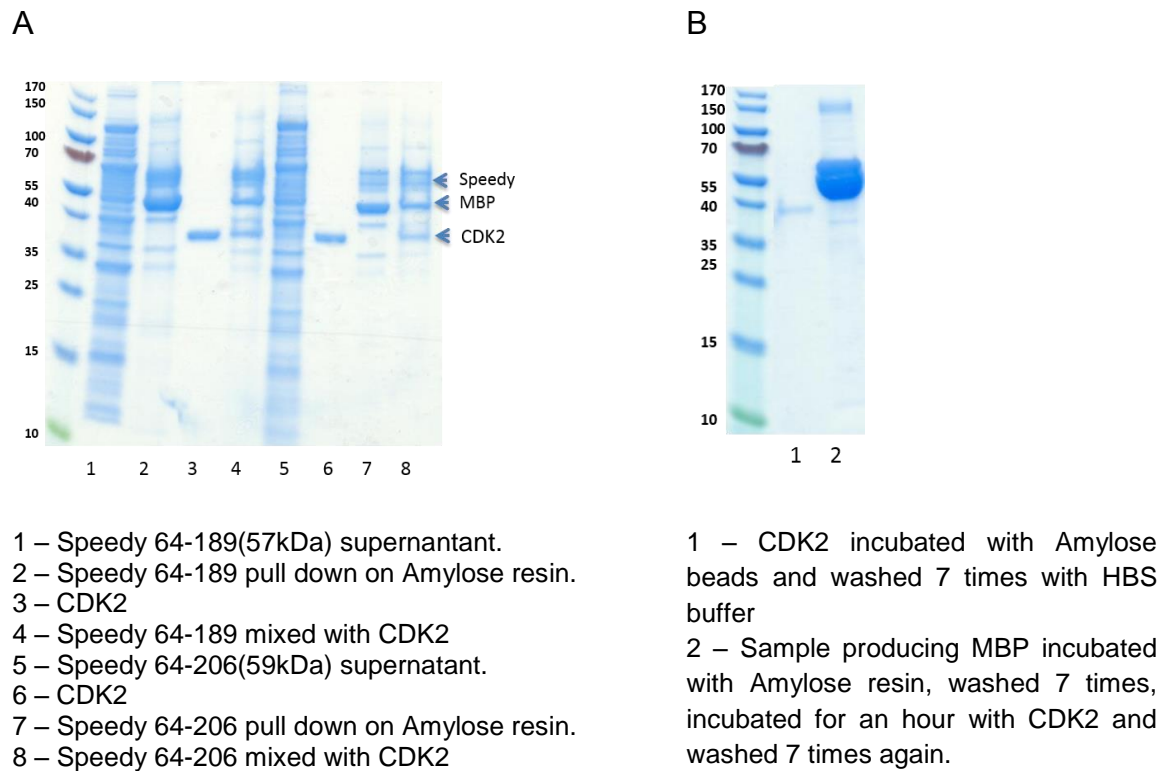 A
170
150
100
70
55
40
35
25
15
10
Speedy
MBP
CDK2
1 2 3 4 5 6 7 8
1 – Speedy 64-189(57kDa) supernantant.
2 – Speedy 64-189 pull down on Amylose resin.
3 – CDK2
4 – Speedy 64-189 mixed with CDK2
5 – Speedy 64-206(59kDa) supernatant.
6 – CDK2
7 – Speedy 64-206 pull down on Amylose resin.
8 – Speedy 64-206 mixed with CDK2
B
170
150
100
70
55
40
35
25
15
10
1 2
1 – CDK2 incubated with Amylose
beads and washed 7 times with HBS
buffer
2 – Sample producing MBP incubated
with Amylose resin, washed 7 times,
incubated for an hour with CDK2 and
washed 7 times again.